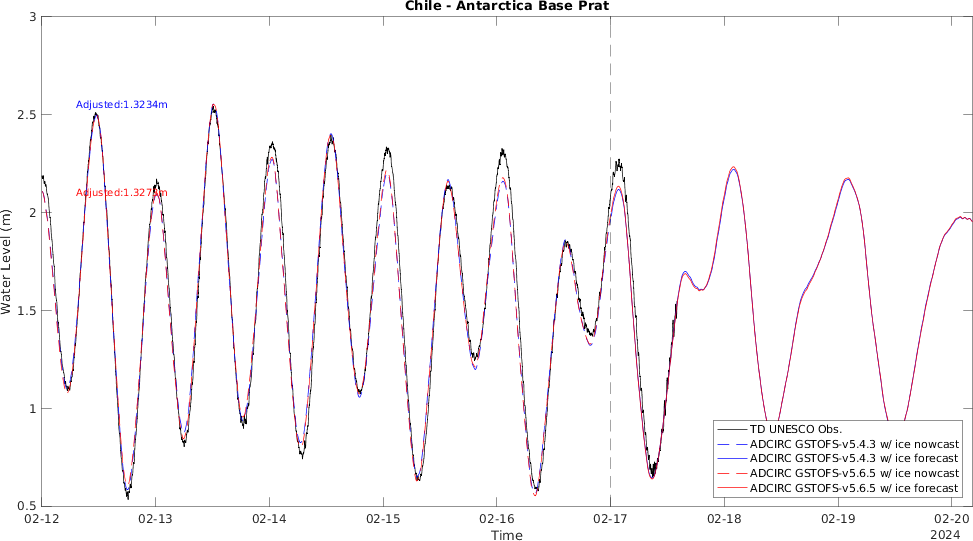 Chile - Antarctica Base Prat
3
2.5
2
1.5
1
0.5
Water Level (m)
Adjusted:1.3234m
TD UNESCO Obs.
ADCIRC GSTOFS-v5.4.3 w/ ice nowcast
ADCIRC GSTOFS-v5.4.3 w/ ice forecast
ADCIRC GSTOFS-v5.6.5 w/ ice nowcast
ADCIRC GSTOFS-v5.6.5 w/ ice forecast
02-12 02-13 02-14 02-15 02-16 02-17 02-18 02-19 02-20
2024
Time